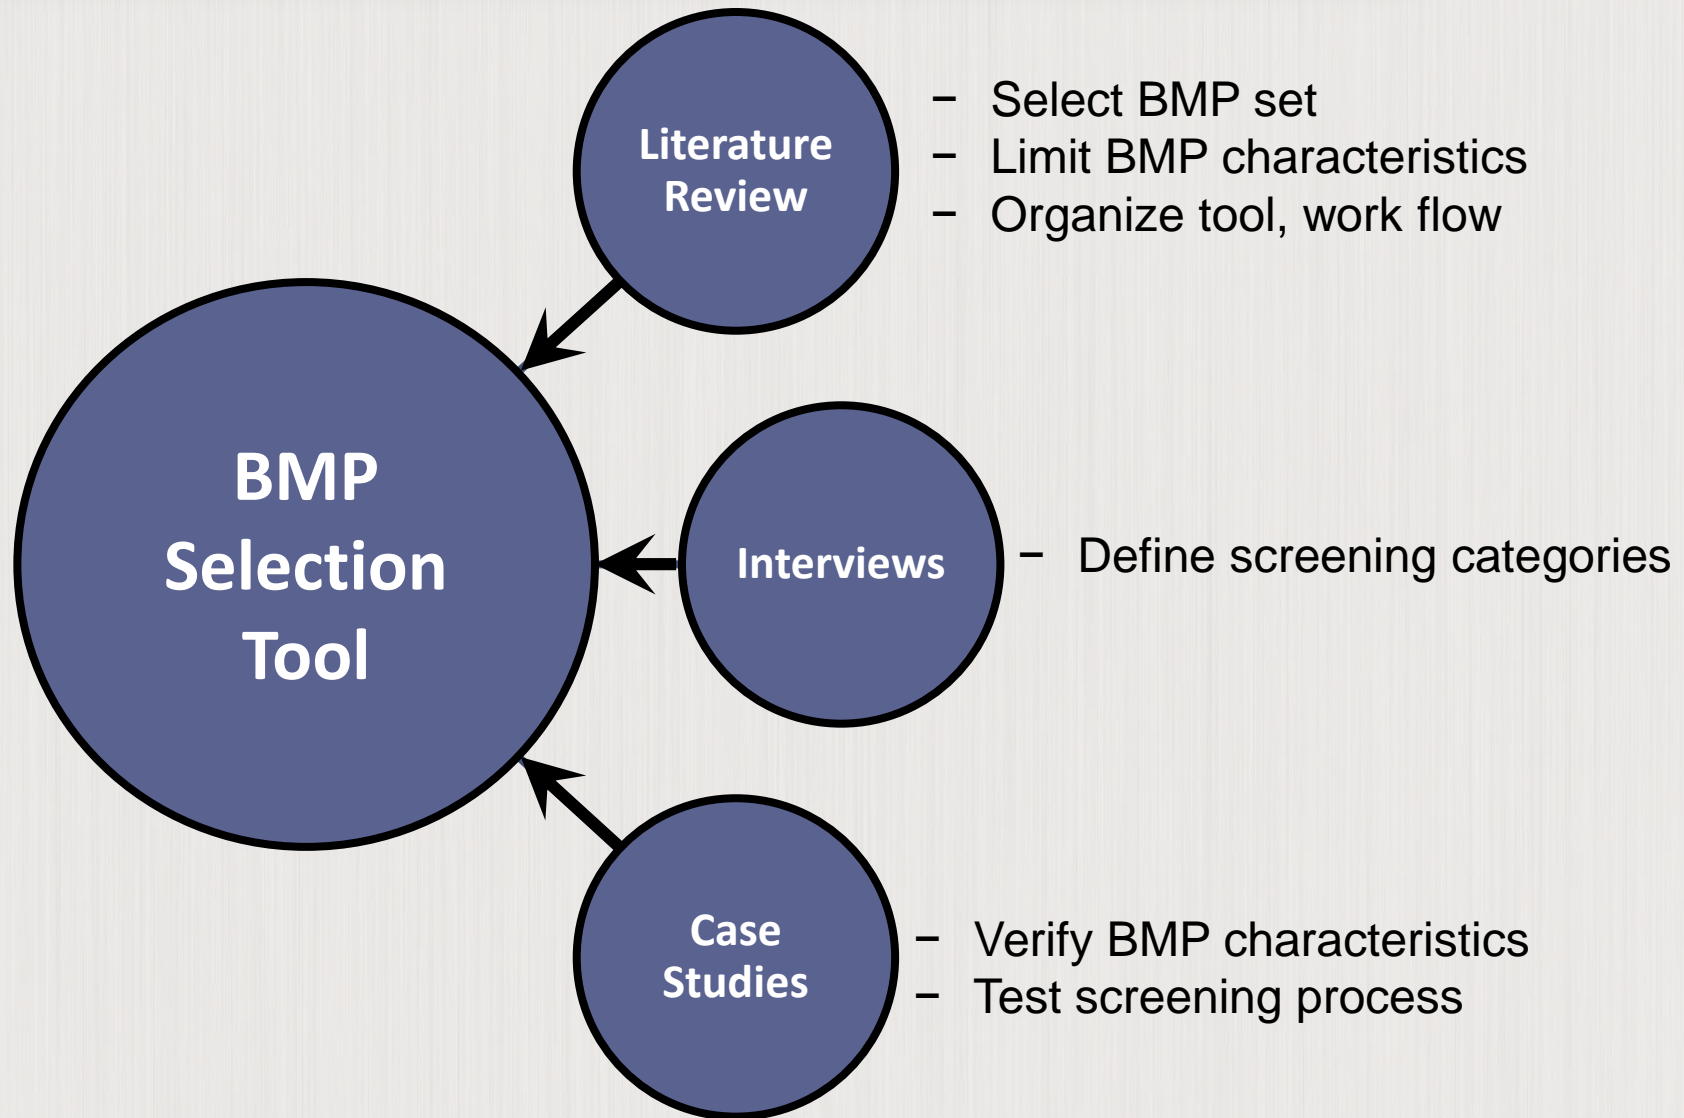 Literature
Review
– Select BMP set
– Limit BMP characteristics
– Organize tool, work flow
BMP
Selection
Tool
Interviews
– Define screening categories
Case
Studies
– Verify BMP characteristics
– Test screening process